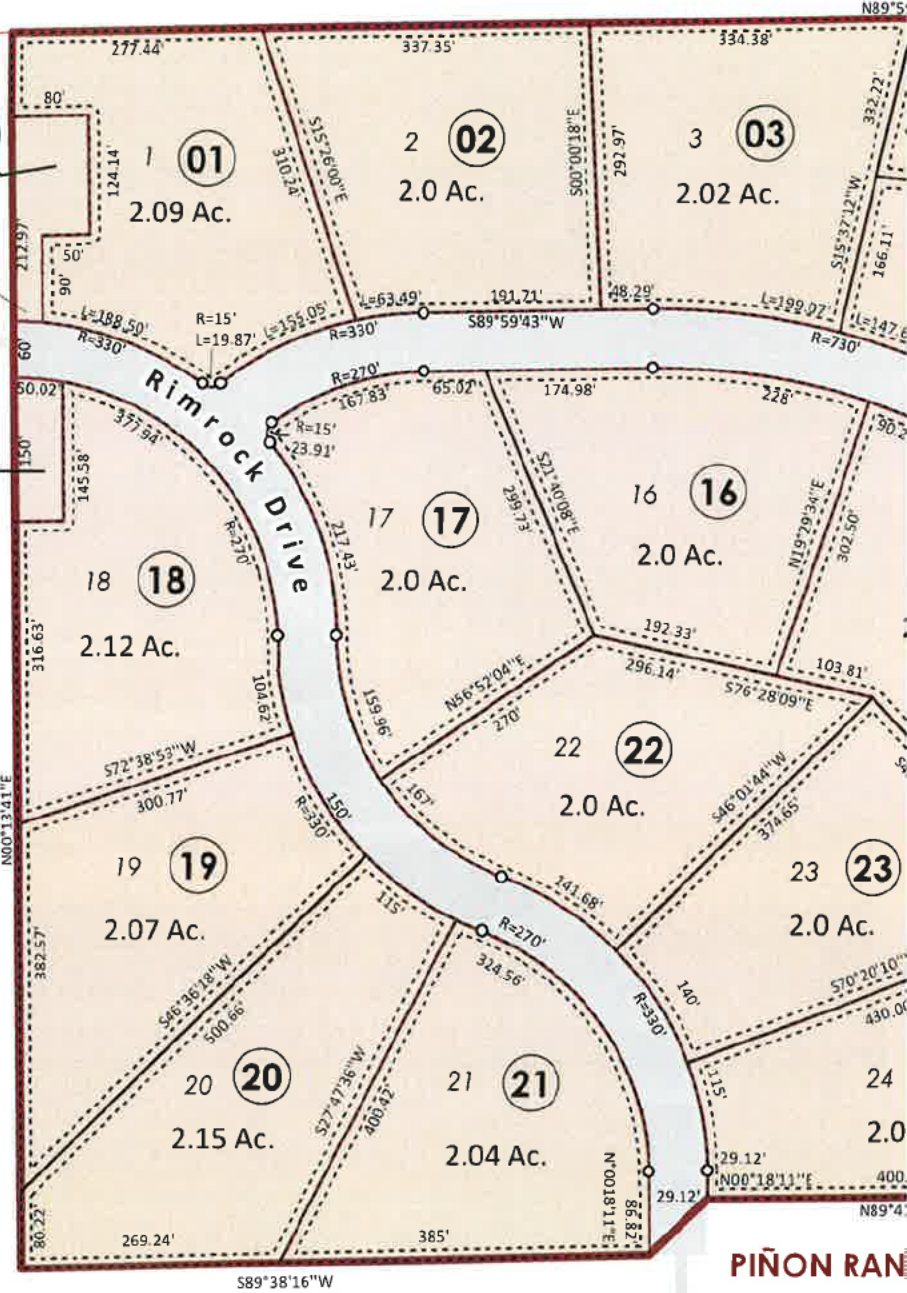 N89°5
277.44'
337.35'
334.38'
80'
124.14'
1 01
2.09 Ac.
S15°26'00"E
310.24'
2 02
2.0 Ac.
S00°00'18"E
292.97'
3 03
2.02 Ac.
332.22'
S15°37'12"W
166.11'
212.97'
50'
90'
L=188.50'
R=330'
R=15'
L=19.87'
L=155.05'
L=63.49'
R=330'
191.71'
S89°59'43"W
48.29'
L=199.07'
R=730'
L=147.6
60'
50.02'
150'
145.58'
377.94'
R=270'
Rimrock Drive
R=270'
167.83'
65.02'
R=15'
23.91'
174.98'
228'
90.2
217.43'
17 17
2.0 Ac.
S21°40'08"E
299.73'
16 16
2.0 Ac.
N19°29'34"E
302.50'
18 18
2.12 Ac.
316.63'
104.62'
159.96'
192.33'
296.14'
S76°28'09"E
103.81'
N56°52'04"E
270'
22 22
2.0 Ac.
S72°38'53"W
300.77'
N00°13'41"E
150'
R=330'
167'
S46°01'44"W
374.65'
19 19
2.07 Ac.
382.57'
115'
141.68'
R=270'
324.56'
23 23
2.0 Ac.
S46°36'18"W
500.66'
S70°20'10"
430.00
140'
R=330'
20 20
2.15 Ac.
S27°47'36"W
400.42'
21 21
2.04 Ac.
115'
24
2.0
80.22'
269.24'
385'
N°0018'1.1"E
86.82'
29.12'
29.12'
N00°18'11"E
400.
N89°4
S89°38'16"W
PIÑON RAN